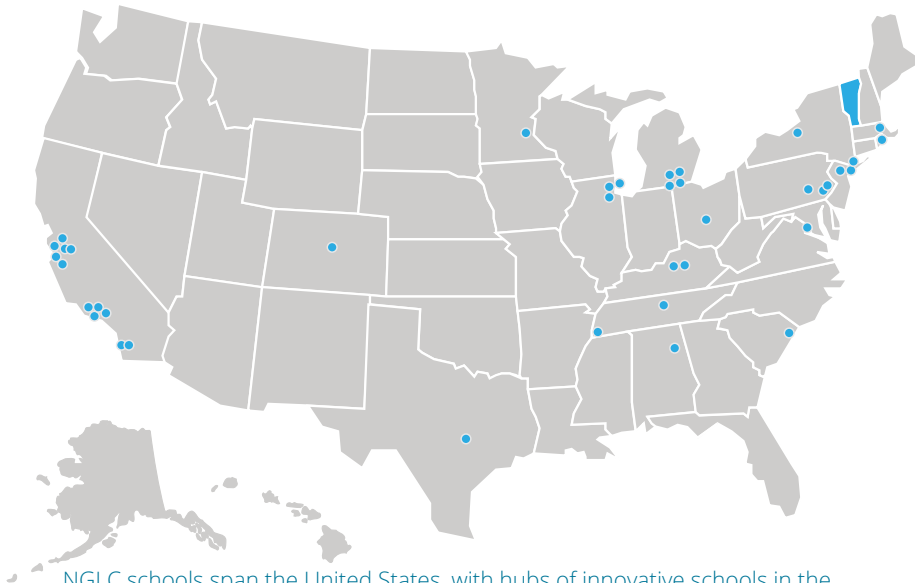 NGLC schools span the United States, with hubs of innovative schools in the